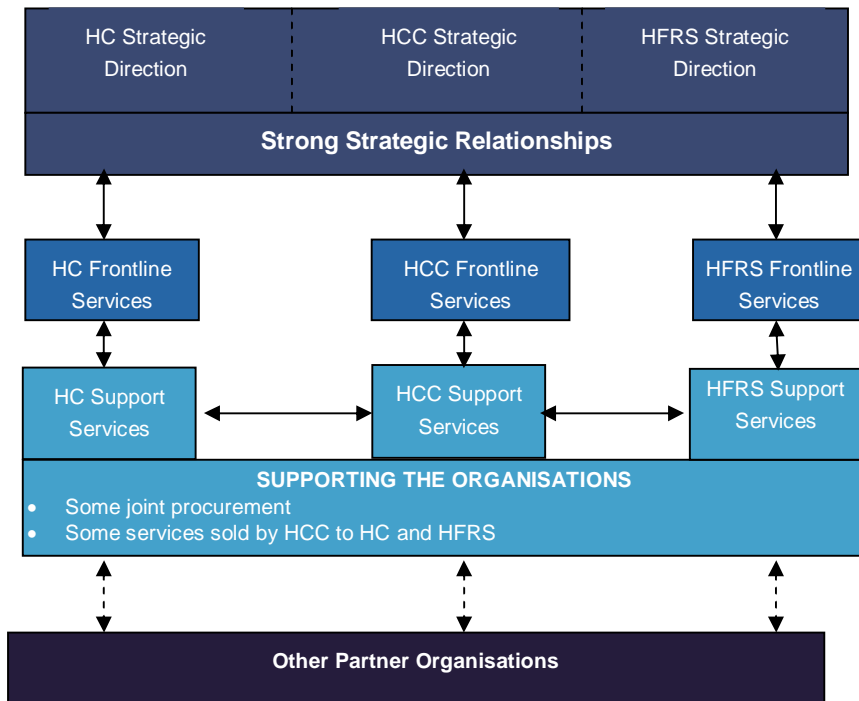 HC Strategic
Direction
HCC Strategic
Direction
HFRS Strategic
Direction
Strong Strategic Relationships
HC Frontline
Services
HCC Frontline
Services
HFRS Frontline
Services
HC Support
Services
HCC Support
Services
HFRS Support
Services
SUPPORTING THE ORGANISATIONS
• Some joint procurement
• Some services sold by HCC to HC and HFRS
Other Partner Organisations